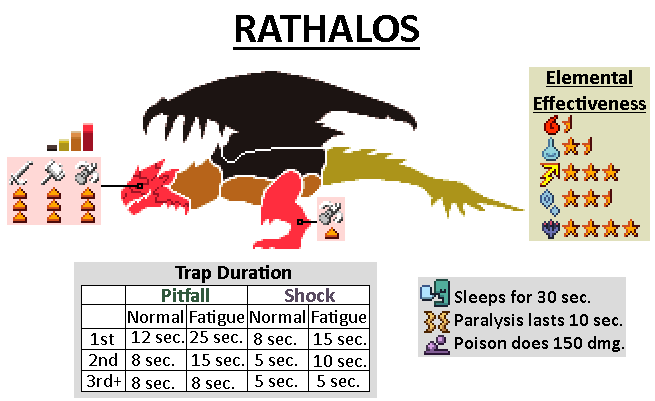 RATHALOS
Elemental
Effectiveness
Trap Duration
Pitfall Shock
Normal Fatigue Normal Fatigue
1st 12 sec. 25 sec. 8 sec. 15 sec.
2nd 8 sec. 15 sec. 5 sec. 10 sec.
3rd+ 8 sec. 8 sec. 5 sec. 5 sec.
Sleeps for 30 sec.
Paralysis lasts 10 sec.
Poison does 150 dmg.